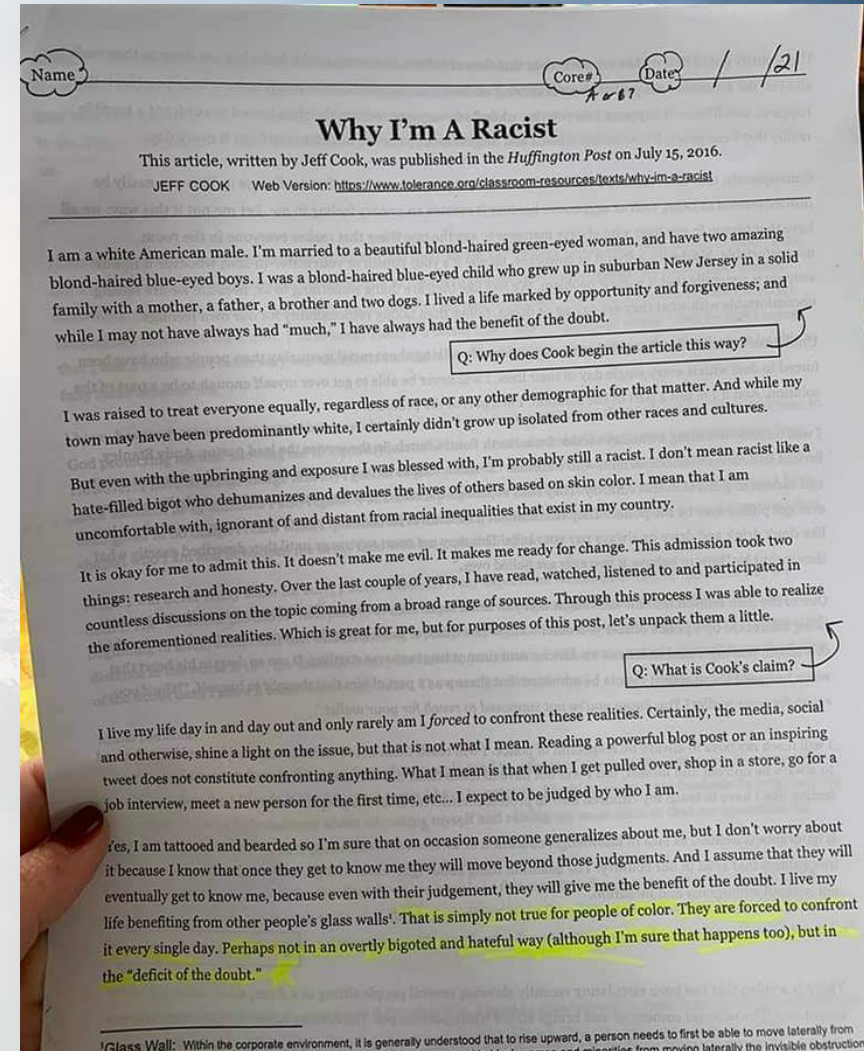 Name
Core#
A or B?
Date / /21
Why I'm A Racist
This article, written by Jeff Cook, was published in the Huffington Post on July 15, 2016.
JEFF COOK Web Version: https://www.tolerance.org/classroom-resources/texts/why-im-a-racist
I am a white American male. I'm married to a beautiful blond-haired green-eyed woman, and have two amazing
blond-haired blue-eyed boys. I was a blond-haired blue-eyed child who grew up in suburban New Jersey in a solid
family with a mother, a father, a brother and two dogs. I lived a life marked by opportunity and forgiveness; and
while I may not have always had “much,” I have always had the benefit of the doubt.
Q: Why does Cook begin the article this way?
I was raised to treat everyone equally, regardless of race, or any other demographic for that matter. And while my
town may have been predominantly white, I certainly didn't grow up isolated from other races and cultures.
But even with the upbringing and exposure I was blessed with, I'm probably still a racist. I don't mean racist like a
hate-filled bigot who dehumanizes and devalues the lives of others based on skin color. I mean that I am
uncomfortable with, ignorant of and distant from racial inequalities that exist in my country.
It is okay for me to admit this. It doesn't make me evil. It makes me ready for change. This admission took two
things: research and honesty. Over the last couple of years, I have read, watched, listened to and participated in
countless discussions on the topic coming from a broad range of sources. Through this process I was able to realize
the aforementioned realities. Which is great for me, but for purposes of this post, let's unpack them a little.
Q: What is Cook's claim?
I live my life day in and day out and only rarely am I forced to confront these realities. Certainly, the media, social
and otherwise, shine a light on the issue, but that is not what I mean. Reading a powerful blog post or an inspiring
tweet does not constitute confronting anything. What I mean is that when I get pulled over, shop in a store, go for a
job interview, meet a new person for the first time, etc... I expect to be judged by who I am.
Yes, I am tattooed and bearded so I'm sure that on occasion someone generalizes about me, but I don't worry about
it because I know that once they get to know me they will move beyond those judgments. And I assume that they will
eventually get to know me, because even with their judgement, they will give me the benefit of the doubt. I live my
life benefiting from other people's glass walls¹. That is simply not true for people of color. They are forced to confront
it every single day. Perhaps not in an overtly bigoted and hateful way (although I'm sure that happens too), but in
the “deficit of the doubt.”
¹Glass Wall: Within the corporate environment, it is generally understood that to rise upward, a person needs to first be able to move laterally from
minorities from moving laterally the invisible obstruction